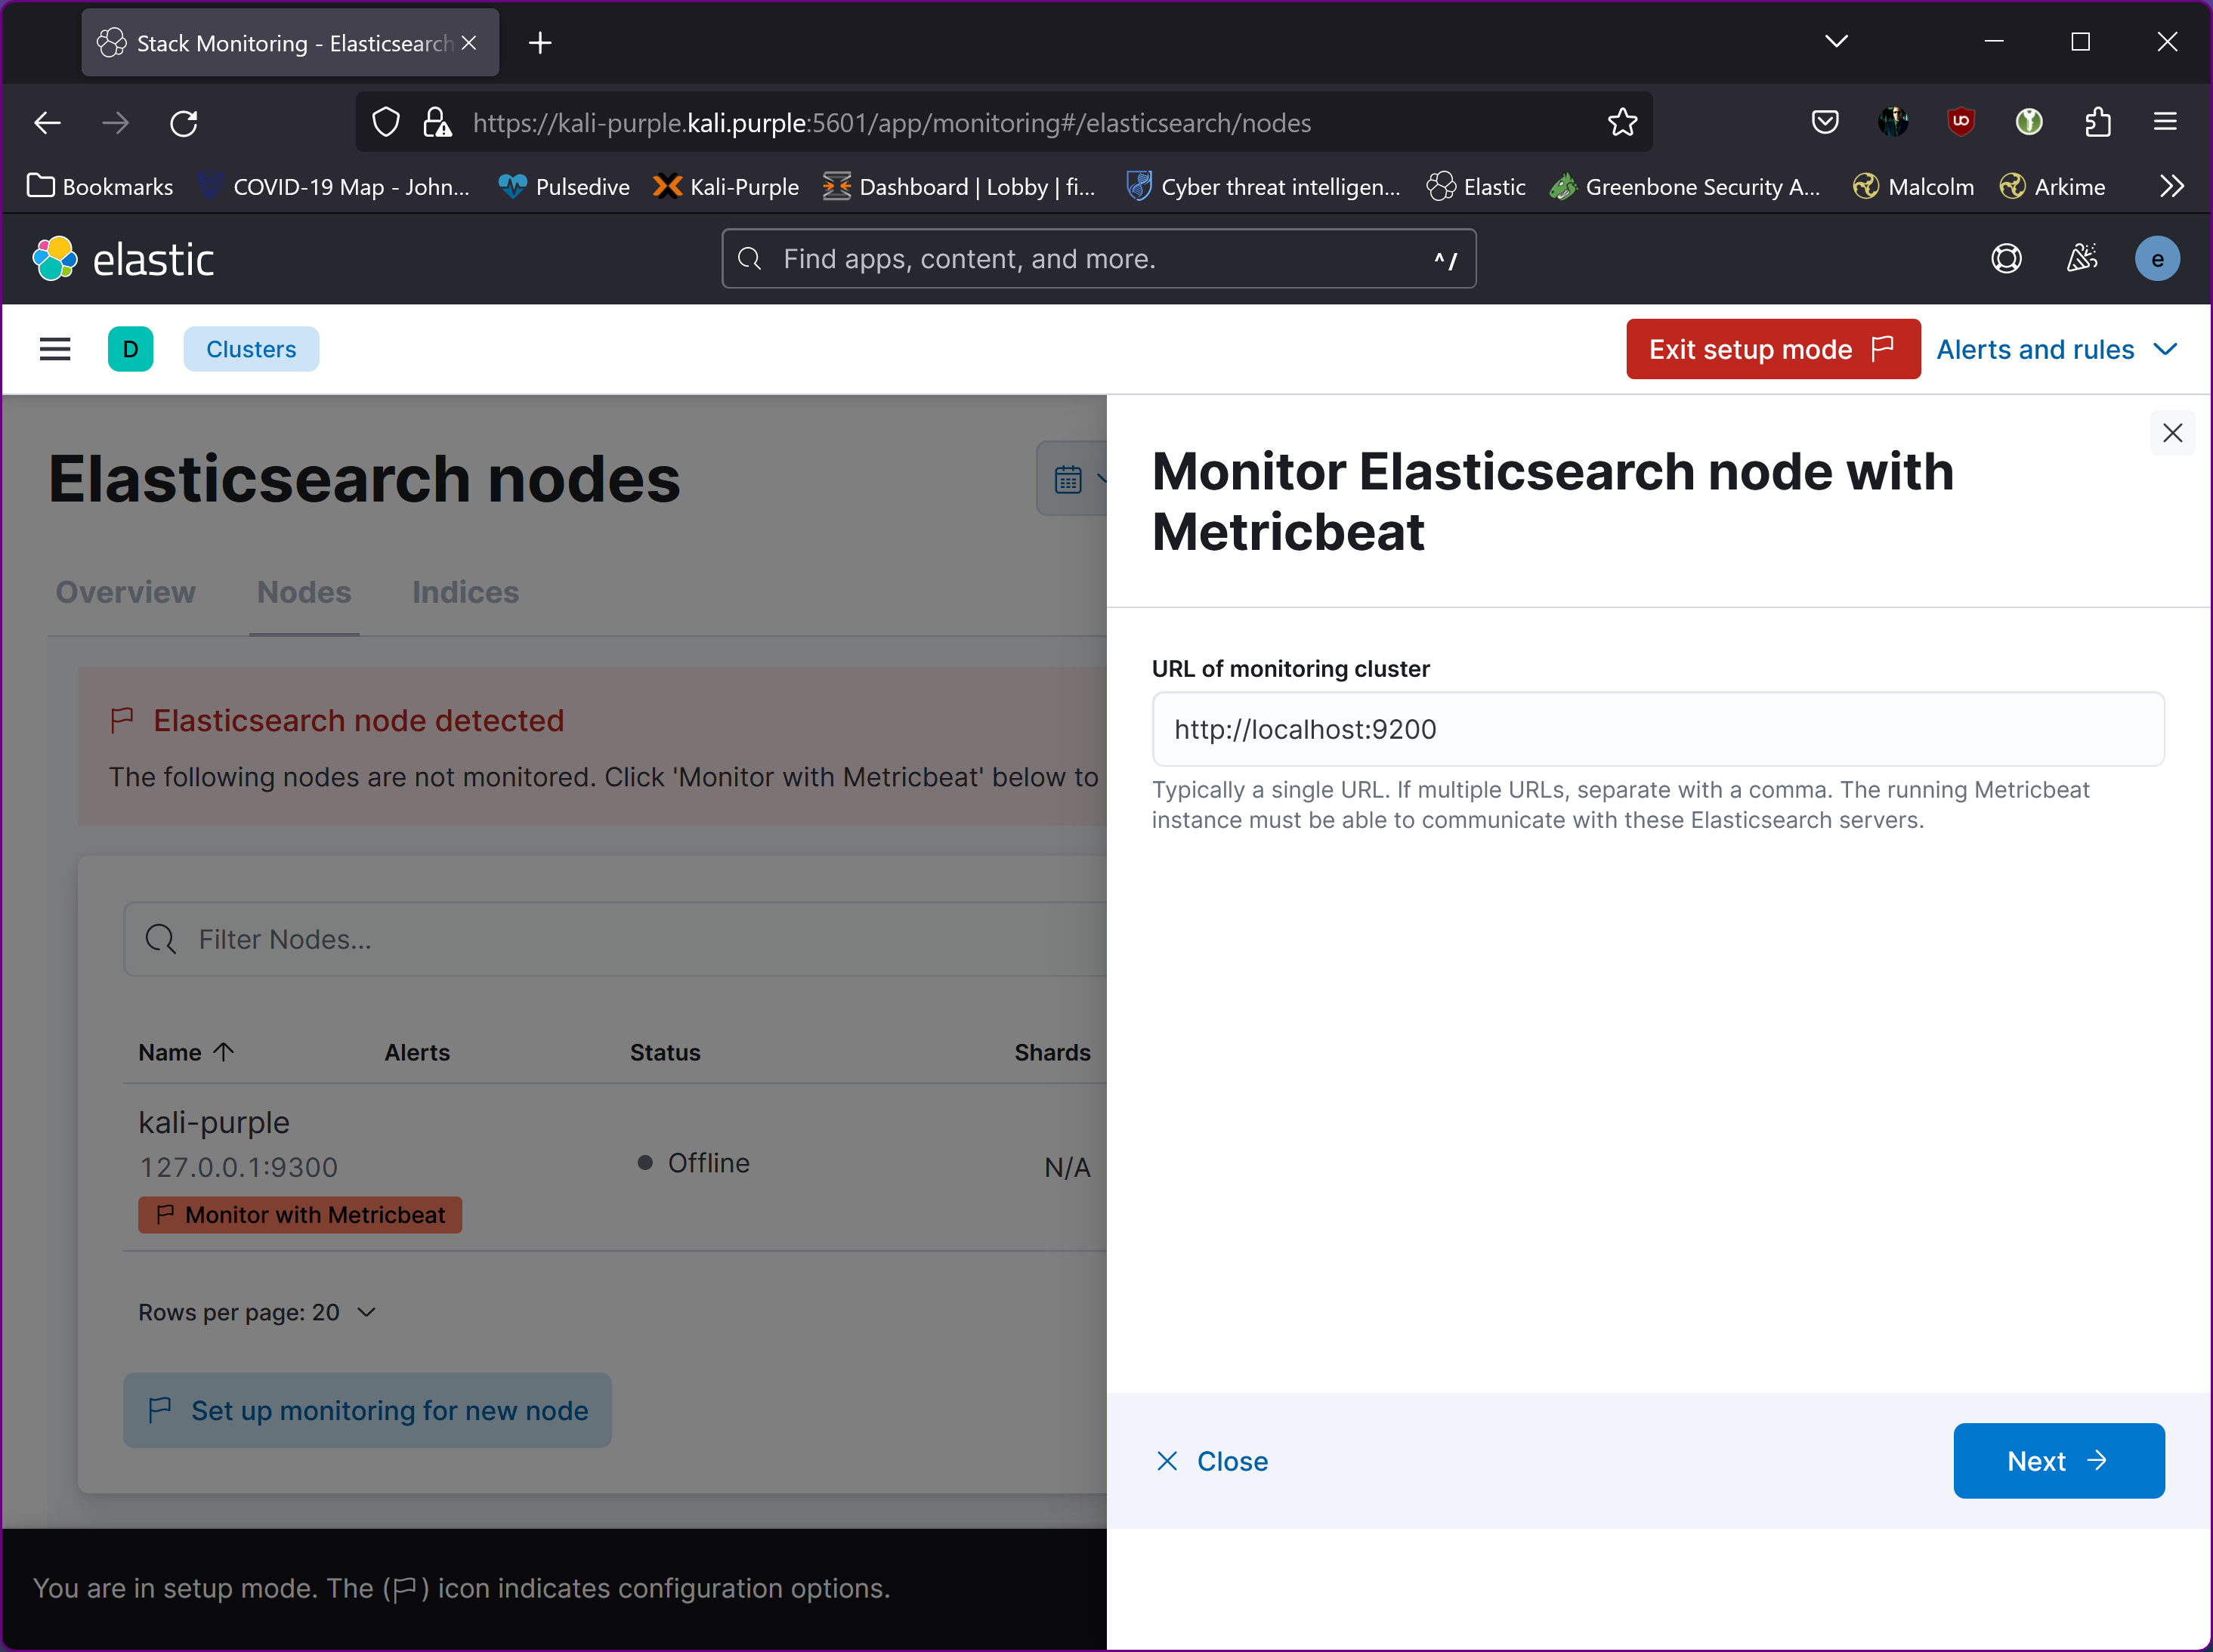 Stack Monitoring - Elasticsearch
https://kali-purple.kali.purple:5601/app/monitoring#/elasticsearch/nodes
Bookmarks COVID-19 Map - John... Pulsedive Kali-Purple Dashboard | Lobby | fi... Cyber threat intelligen... Elastic Greenbone Security A... Malcolm Arkime
elastic Find apps, content, and more. ^/ e
D Clusters Exit setup mode Alerts and rules
Elasticsearch nodes
Overview Nodes Indices
Elasticsearch node detected
The following nodes are not monitored. Click 'Monitor with Metricbeat' below to
Filter Nodes...
Name Alerts Status Shards
kali-purple
127.0.0.1:9300
Offline N/A
Monitor with Metricbeat
Rows per page: 20
Set up monitoring for new node
You are in setup mode. The ( ) icon indicates configuration options.
Monitor Elasticsearch node with
Metricbeat
URL of monitoring cluster
http://localhost:9200
Typically a single URL. If multiple URLs, separate with a comma. The running Metricbeat
instance must be able to communicate with these Elasticsearch servers.
Close Next